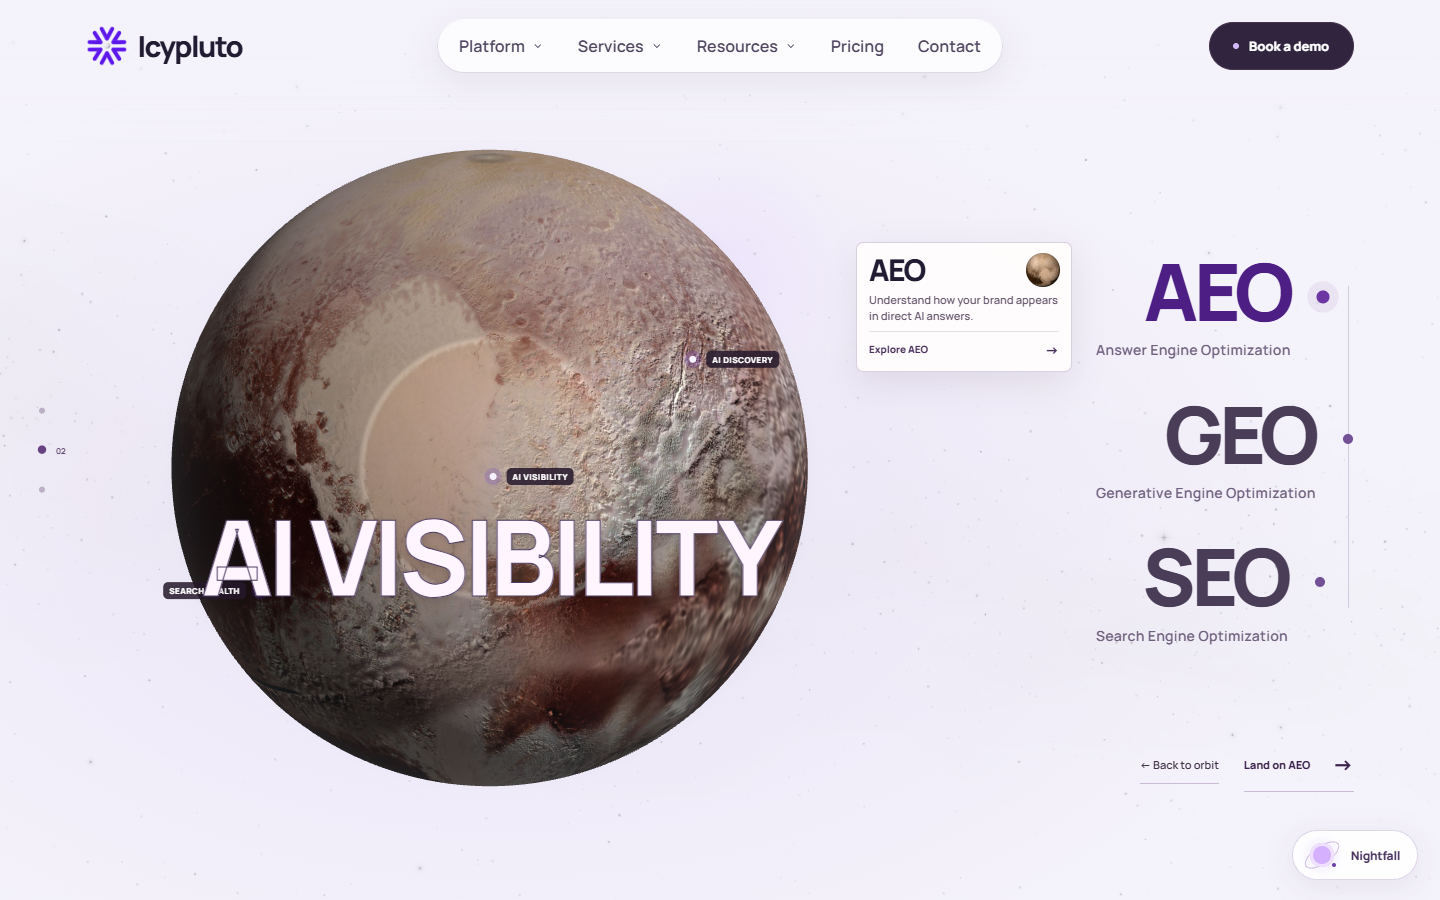 Icypluto
Platform
Services
Resources
Pricing
Contact
Book a demo
AEO
Understand how your brand appears
in direct AI answers.
Explore AEO →
AEO
Answer Engine Optimization
GEO
Generative Engine Optimization
SEO
Search Engine Optimization
AI DISCOVERY
02
AI VISIBILITY
AI VISIBILITY
SEARCH
← Back to orbit
Land on AEO →
Nightfall